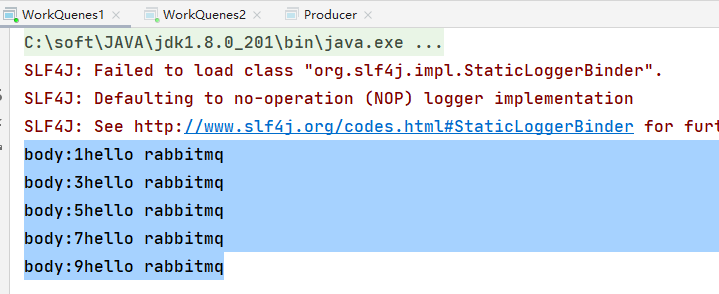 WorkQuenes1 WorkQuenes2 Producer
C:\soft\JAVA\jdk1.8.0_201\bin\java.exe ...
SLF4J: Failed to load class "org.slf4j.impl.StaticLoggerBinder".
SLF4J: Defaulting to no-operation (NOP) logger implementation
SLF4J: See http://www.slf4j.org/codes.html#StaticLoggerBinder for furt
body:1hello rabbitmq
body:3hello rabbitmq
body:5hello rabbitmq
body:7hello rabbitmq
body:9hello rabbitmq